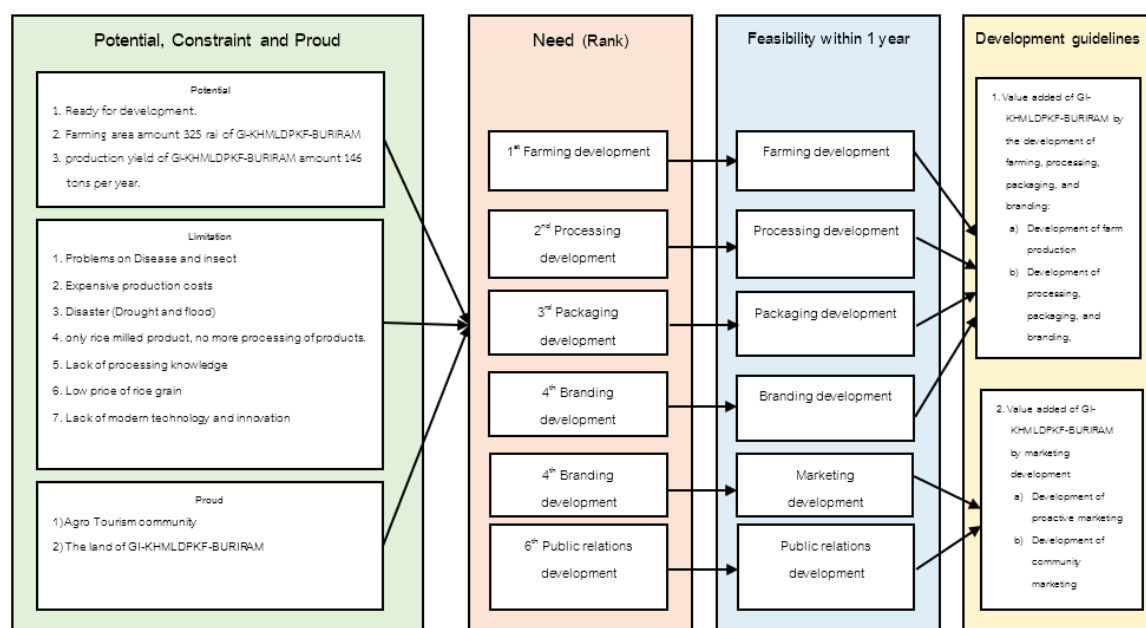 Potential, Constraint and Proud
Potential
1. Ready for development.
2. Farming area amount 325 rai of GI-KHMLDPKF-BURIRAM
3. production yield of GI-KHMLDPKF-BURIRAM amount 146
tons per year.
Limitation
1. Problems on Disease and insect
2. Expensive production costs
3. Disaster (Drought and flood)
4. only rice milled product, no more processing of products.
5. Lack of processing knowledge
6. Low price of rice grain
7. Lack of modern technology and innovation
Proud
1)Agro Tourism community
2)The land of GI-KHMLDPKF-BURIRAM
Need (Rank)
1st Farming development
2nd Processing
development
3rd Packaging
development
4th Branding
development
4th Branding
development
6th Public relations
development
Feasibility within 1 year
Farming development
Processing development
Packaging development
Branding development
Marketing
development
Public relations
development
Development guidelines
1. Value added of GI-
KHMLDPKF-BURIRAM by
the development of
farming, processing,
packaging, and
branding:
a) Development of farm
production
b) Development of
processing,
packaging, and
branding,
2. Value added of GI-
KHMLDPKF-BURIRAM
by marketing
development
a) Development of
proactive marketing
b) Development of
community
marketing